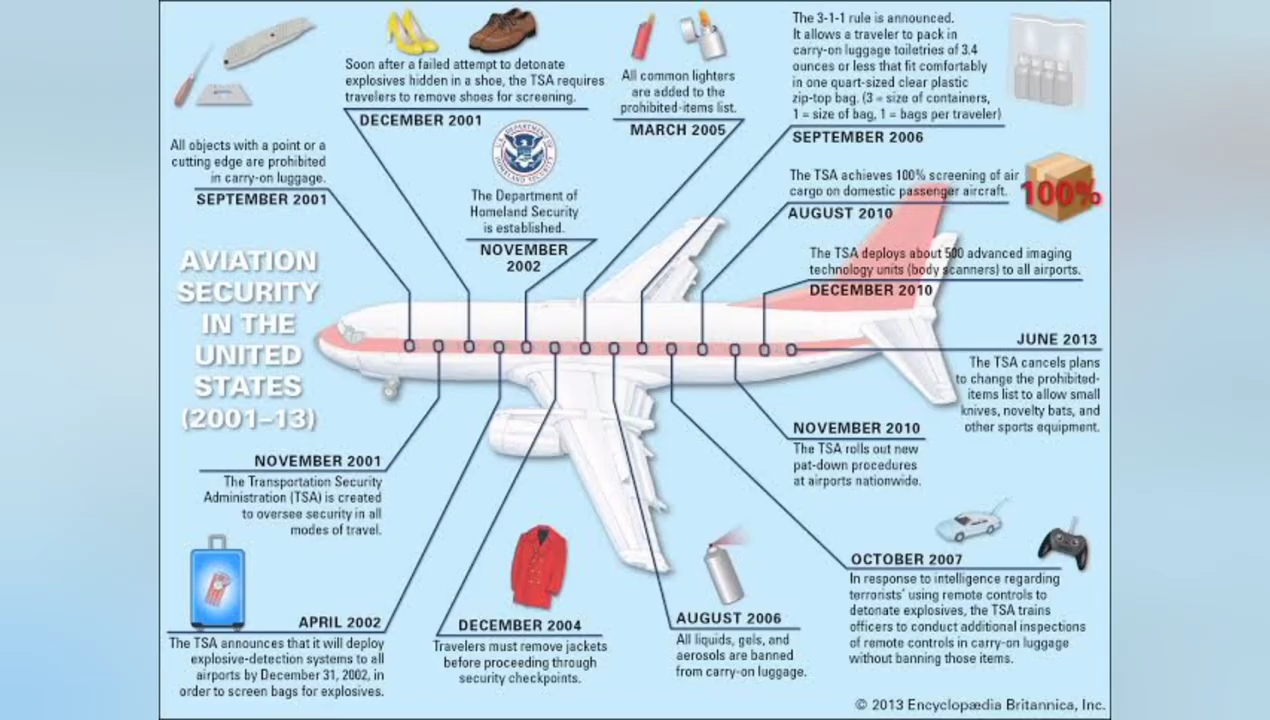 All objects with a point or a
cutting edge are prohibited
in carry-on luggage.
SEPTEMBER 2001
Soon after a failed attempt to detonate
explosives hidden in a shoe, the TSA requires
travelers to remove shoes for screening.
DECEMBER 2001
U.S. DEPARTMENT OF
HOMELAND SECURITY
The Department of
Homeland Security
is established.
NOVEMBER
2002
All common lighters
are added to the
prohibited-items list.
MARCH 2005
The 3-1-1 rule is announced.
It allows a traveler to pack in
carry-on luggage toiletries of 3.4
ounces or less that fit comfortably
in one quart-sized clear plastic
zip-top bag. (3 = size of containers,
1 = size of bag, 1 = bags per traveler)
SEPTEMBER 2006
The TSA achieves 100% screening of air
cargo on domestic passenger aircraft.
AUGUST 2010
100%
The TSA deploys about 500 advanced imaging
technology units (body scanners) to all airports.
DECEMBER 2010
AVIATION
SECURITY
IN THE
UNITED
STATES
(2001–13)
JUNE 2013
The TSA cancels plans
to change the prohibited-
items list to allow small
knives, novelty bats, and
other sports equipment.
NOVEMBER 2001
The Transportation Security
Administration (TSA) is created
to oversee security in all
modes of travel.
NOVEMBER 2010
The TSA rolls out new
pat-down procedures
at airports nationwide.
APRIL 2002
The TSA announces that it will deploy
explosive-detection systems to all
airports by December 31, 2002, in
order to screen bags for explosives.
DECEMBER 2004
Travelers must remove jackets
before proceeding through
security checkpoints.
AUGUST 2006
All liquids, gels, and
aerosols are banned
from carry-on luggage.
OCTOBER 2007
In response to intelligence regarding
terrorists' using remote controls to
detonate explosives, the TSA trains
officers to conduct additional inspections
of remote controls in carry-on luggage
without banning those items.
© 2013 Encyclopædia Britannica, Inc.